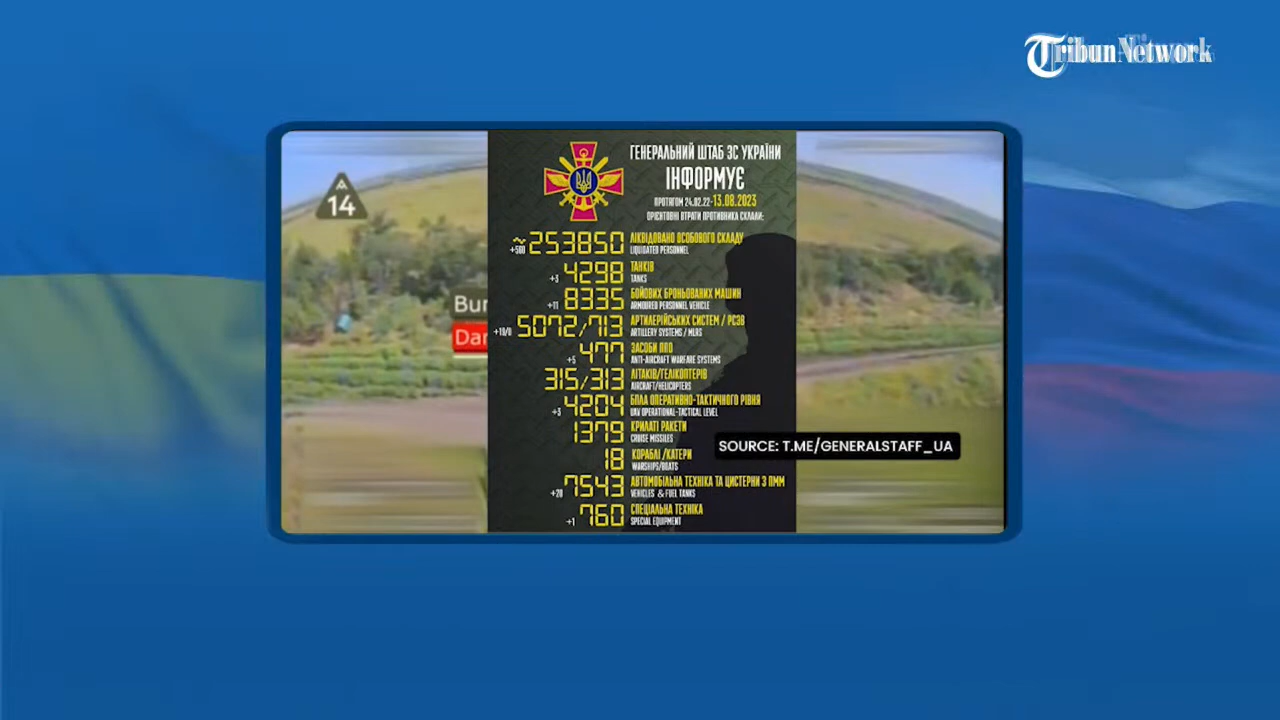 Tribun Network
14
ГЕНЕРАЛЬНИЙ ШТАБ ЗС УКРАЇНИ
ІНФОРМУЄ
ПРОТЯГОМ 24.02.22-13.08.2023
ОРІЄНТОВНІ ВТРАТИ ПРОТИВНИКА СКЛАЛИ:
~253850 ЛІКВІДОВАНО ОСОБОВОГО СКЛАДУ
LIQUIDATED PERSONNEL
+3 4298 ТАНКІВ
TANKS
Bur
+11 8335 БОЙОВИХ БРОНЬОВАНИХ МАШИН
ARMOURED PERSONNEL VEHICLE
Dar
5072/713 АРТИЛЕРІЙСЬКИХ СИСТЕМ / РСЗВ
ARTILLERY SYSTEMS / MLRS
+5 477 ЗАСОБИ ППО
ANTI-AIRCRAFT WARFARE SYSTEMS
315/313 ЛІТАКІВ/ГЕЛІКОПТЕРІВ
AIRCRAFT/HELICOPTERS
+3 4204 БПЛА ОПЕРАТИВНО-ТАКТИЧНОГО РІВНЯ
UAV OPERATIONAL-TACTICAL LEVEL
1379 КРИЛАТІ РАКЕТИ
CRUISE MISSILES
SOURCE: T.ME/GENERALSTAFF_UA
18 КОРАБЛІ /КАТЕРИ
WARSHIPS/BOATS
+20 7543 АВТОМОБІЛЬНА ТЕХНІКА ТА ЦИСТЕРНИ З ПММ
VEHICLES & FUEL TANKS
+1 760 СПЕЦІАЛЬНА ТЕХНІКА
SPECIAL EQUIPMENT